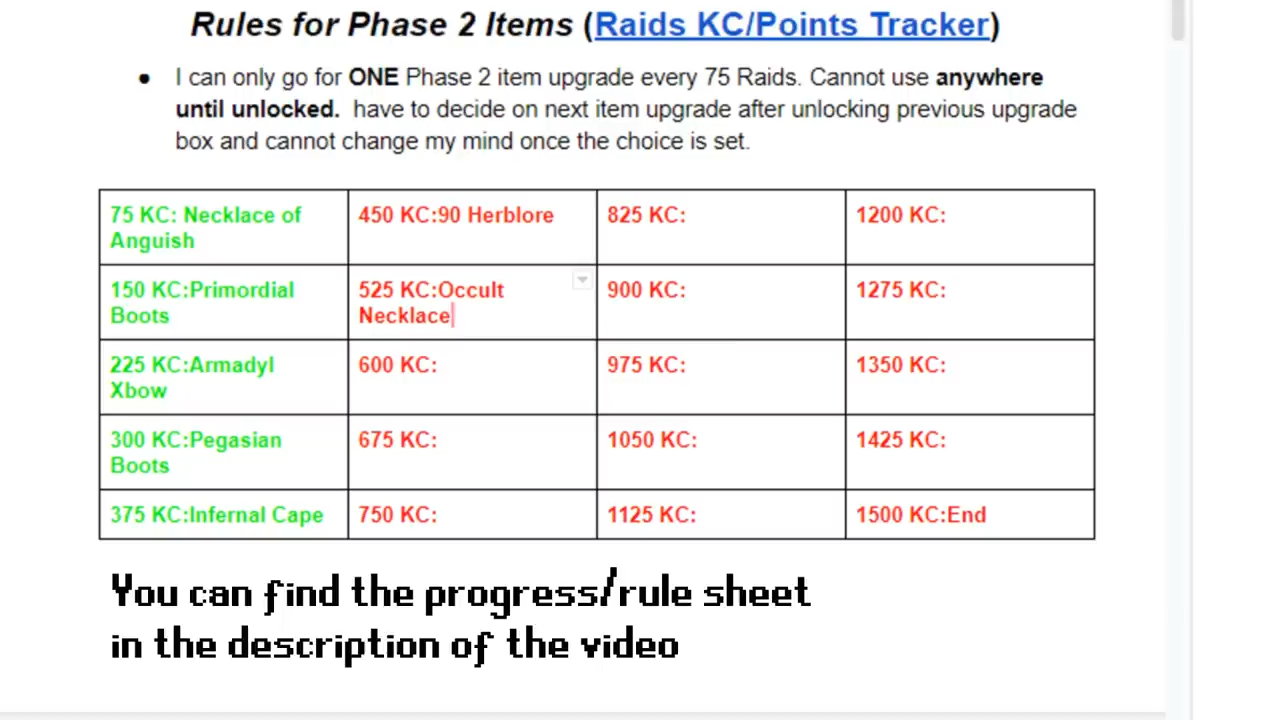 Rules for Phase 2 Items (Raids KC/Points Tracker)
● I can only go for ONE Phase 2 item upgrade every 75 Raids. Cannot use anywhere
until unlocked.  have to decide on next item upgrade after unlocking previous upgrade
box and cannot change my mind once the choice is set.
75 KC: Necklace of
Anguish
450 KC:90 Herblore
825 KC:
1200 KC:
150 KC:Primordial
Boots
525 KC:Occult
Necklace
900 KC:
1275 KC:
225 KC:Armadyl
Xbow
600 KC:
975 KC:
1350 KC:
300 KC:Pegasian
Boots
675 KC:
1050 KC:
1425 KC:
375 KC:Infernal Cape
750 KC:
1125 KC:
1500 KC:End
You can find the progress/rule sheet
in the description of the video